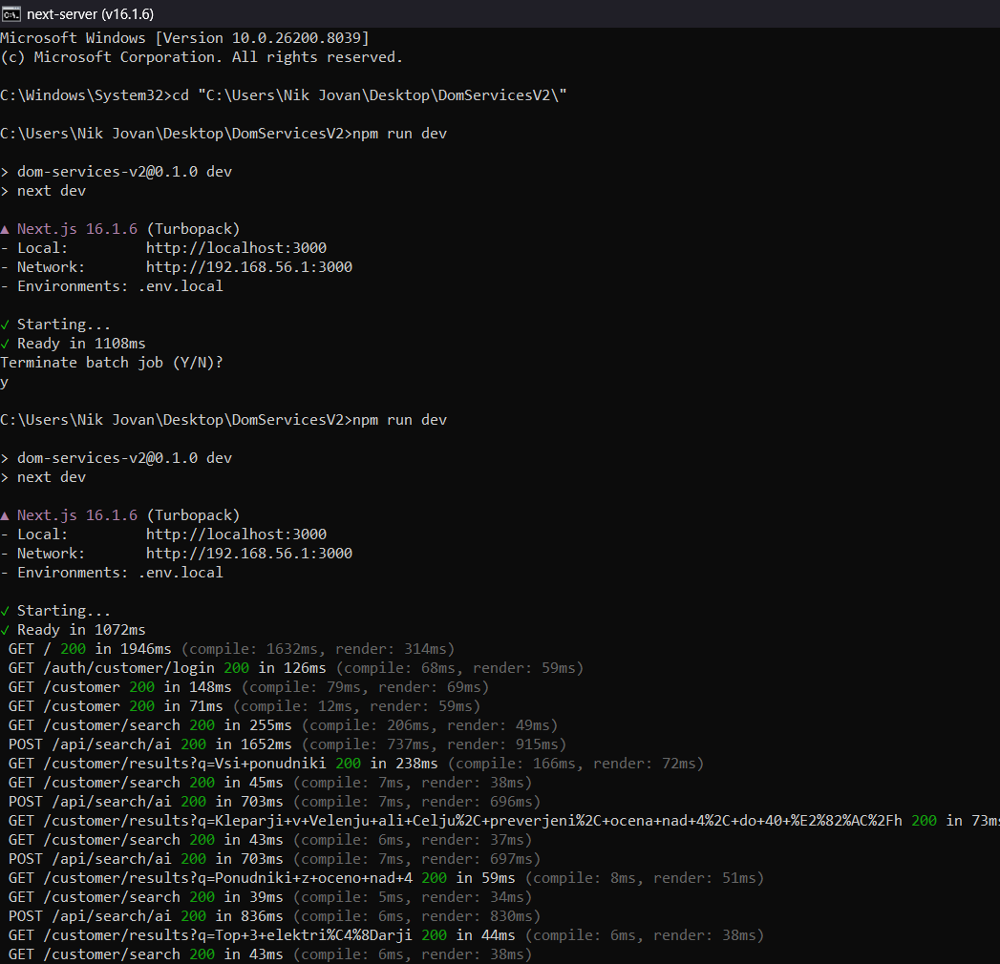 next-server (v16.1.6)
Microsoft Windows [Version 10.0.26200.8039]
(c) Microsoft Corporation. All rights reserved.
C:\Windows\System32>cd "C:\Users\Nik Jovan\Desktop\DomServicesV2\"
C:\Users\Nik Jovan\Desktop\DomServicesV2>npm run dev
> dom-services-v2@0.1.0 dev
> next dev
▲ Next.js 16.1.6 (Turbopack)
- Local:         http://localhost:3000
- Network:       http://192.168.56.1:3000
- Environments: .env.local
✓ Starting...
✓ Ready in 1108ms
Terminate batch job (Y/N)?
y
C:\Users\Nik Jovan\Desktop\DomServicesV2>npm run dev
> dom-services-v2@0.1.0 dev
> next dev
▲ Next.js 16.1.6 (Turbopack)
- Local:         http://localhost:3000
- Network:       http://192.168.56.1:3000
- Environments: .env.local
✓ Starting...
✓ Ready in 1072ms
GET / 200 in 1946ms (compile: 1632ms, render: 314ms)
GET /auth/customer/login 200 in 126ms (compile: 68ms, render: 59ms)
GET /customer 200 in 148ms (compile: 79ms, render: 69ms)
GET /customer 200 in 71ms (compile: 12ms, render: 59ms)
GET /customer/search 200 in 255ms (compile: 206ms, render: 49ms)
POST /api/search/ai 200 in 1652ms (compile: 737ms, render: 915ms)
GET /customer/results?q=Vsi+ponudniki 200 in 238ms (compile: 166ms, render: 72ms)
GET /customer/search 200 in 45ms (compile: 7ms, render: 38ms)
POST /api/search/ai 200 in 703ms (compile: 7ms, render: 696ms)
GET /customer/results?q=Kleparji+v+Velenju+ali+Celju%2C+preverjeni%2C+ocena+nad+4%2C+do+40+%E2%82%AC%2Fh 200 in 73ms
GET /customer/search 200 in 43ms (compile: 6ms, render: 37ms)
POST /api/search/ai 200 in 703ms (compile: 7ms, render: 697ms)
GET /customer/results?q=Ponudniki+z+oceno+nad+4 200 in 59ms (compile: 8ms, render: 51ms)
GET /customer/search 200 in 39ms (compile: 5ms, render: 34ms)
POST /api/search/ai 200 in 836ms (compile: 6ms, render: 830ms)
GET /customer/results?q=Top+3+elektri%C4%8Darji 200 in 44ms (compile: 6ms, render: 38ms)
GET /customer/search 200 in 43ms (compile: 6ms, render: 38ms)